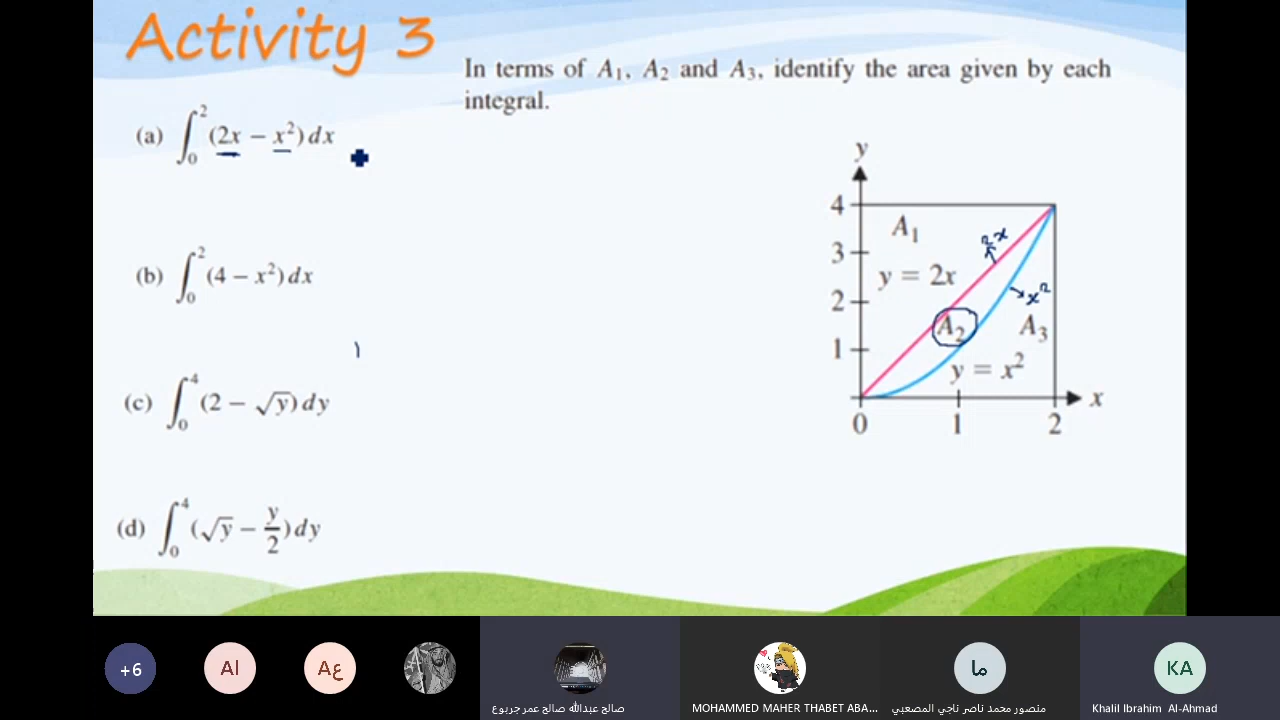 Activity 3
In terms of A₁, A₂ and A₃, identify the area given by each
integral.
(a) ∫₀² (2x − x²) dx
(b) ∫₀² (4 − x²) dx
(c) ∫₀⁴ (2 − √y) dy
(d) ∫₀⁴ (√y − y/2) dy
y
4
A₁
2x
3
y = 2x
x²
2
A₂
A₃
1
y = x²
x
0
1
2
+6
Al
Aع
ما
KA
صالح عبدالله صالح عمر جربوع
MOHAMMED MAHER THABET ABA...
منصور محمد ناصر ناجي المصعبي
Khalil Ibrahim Al-Ahmad